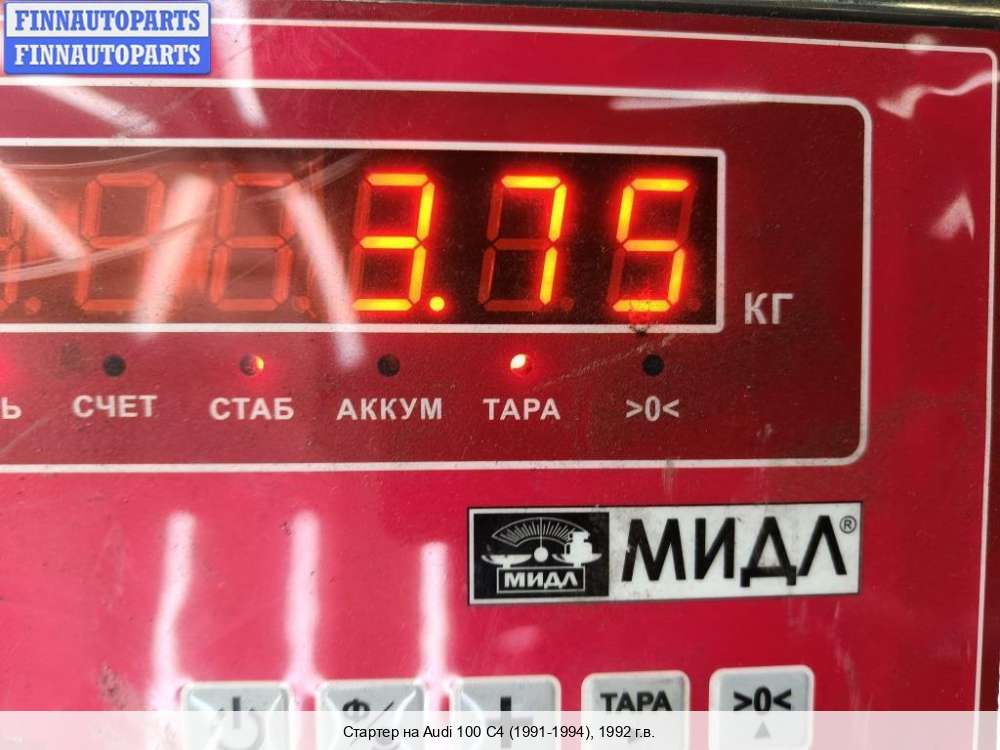 FINNAUTOPARTS
FINNAUTOPARTS
3.75
КГ
Ь СЧЕТ СТАБ АККУМ ТАРА >0<
МИДЛ МИДЛ®
Ф ТАРА >0<
Стартер на Audi 100 C4 (1991-1994), 1992 г.в.